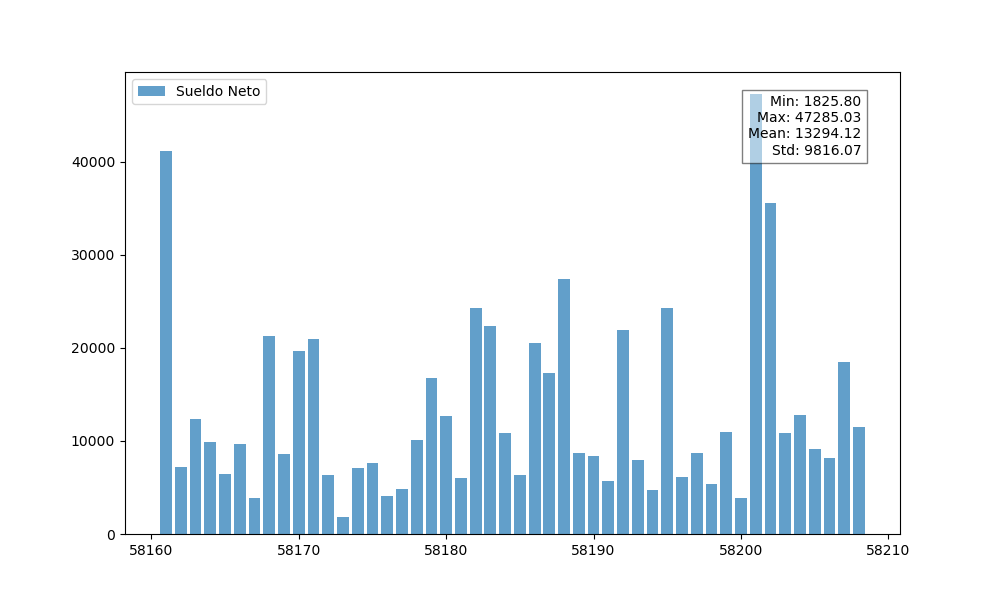 Sueldo Neto
Min: 1825.80
Max: 47285.03
Mean: 13294.12
Std: 9816.07
40000
30000
20000
10000
0
58160 58170 58180 58190 58200 58210